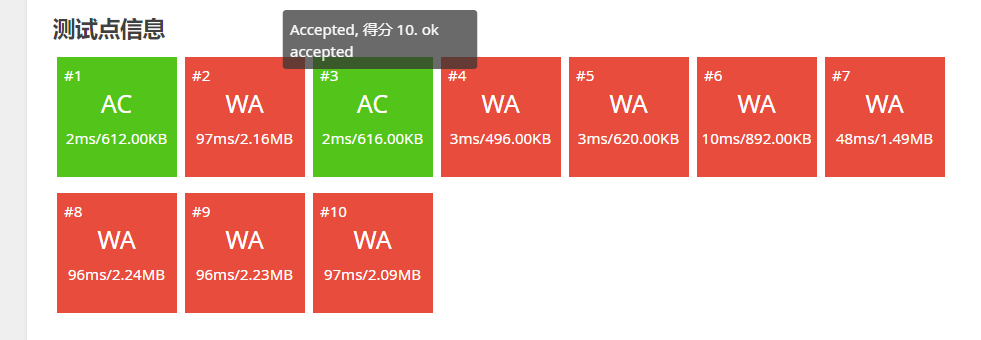 测试点信息
Accepted, 得分 10. ok
accepted
#1
AC
2ms/612.00KB
#2
WA
97ms/2.16MB
#3
AC
2ms/616.00KB
#4
WA
3ms/496.00KB
#5
WA
3ms/620.00KB
#6
WA
10ms/892.00KB
#7
WA
48ms/1.49MB
#8
WA
96ms/2.24MB
#9
WA
96ms/2.23MB
#10
WA
97ms/2.09MB